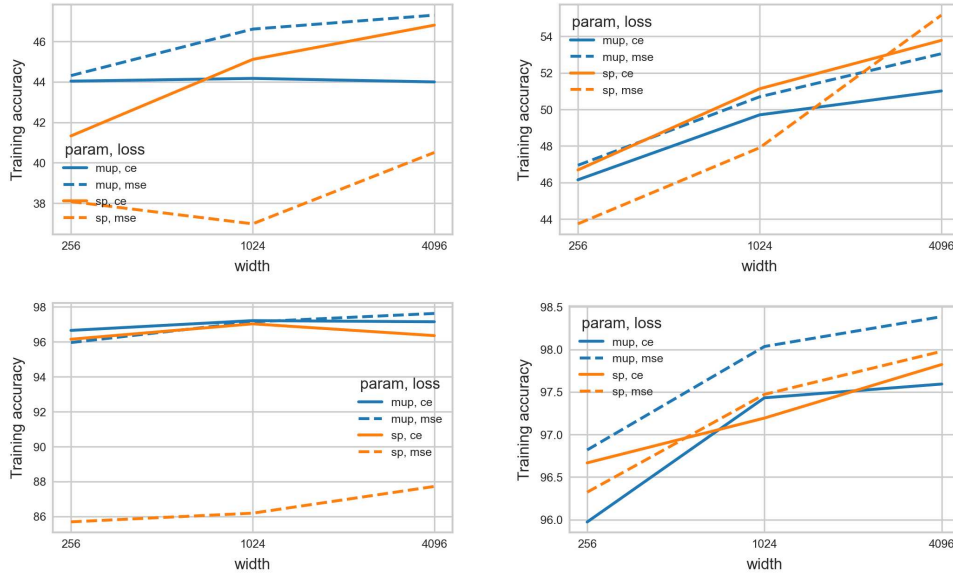 46
44
42
40
38
Training accuracy
param, loss
mup, ce
mup, mse
sp, ce
sp, mse
256
1024
4096
width
54
52
50
48
46
44
Training accuracy
param, loss
mup, ce
mup, mse
sp, ce
sp, mse
256
1024
4096
width
98
96
94
92
90
88
86
Training accuracy
param, loss
mup, ce
mup, mse
sp, ce
sp, mse
256
1024
4096
width
98.5
98.0
97.5
97.0
96.5
96.0
Training accuracy
param, loss
mup, ce
mup, mse
sp, ce
sp, mse
256
1024
4096
width